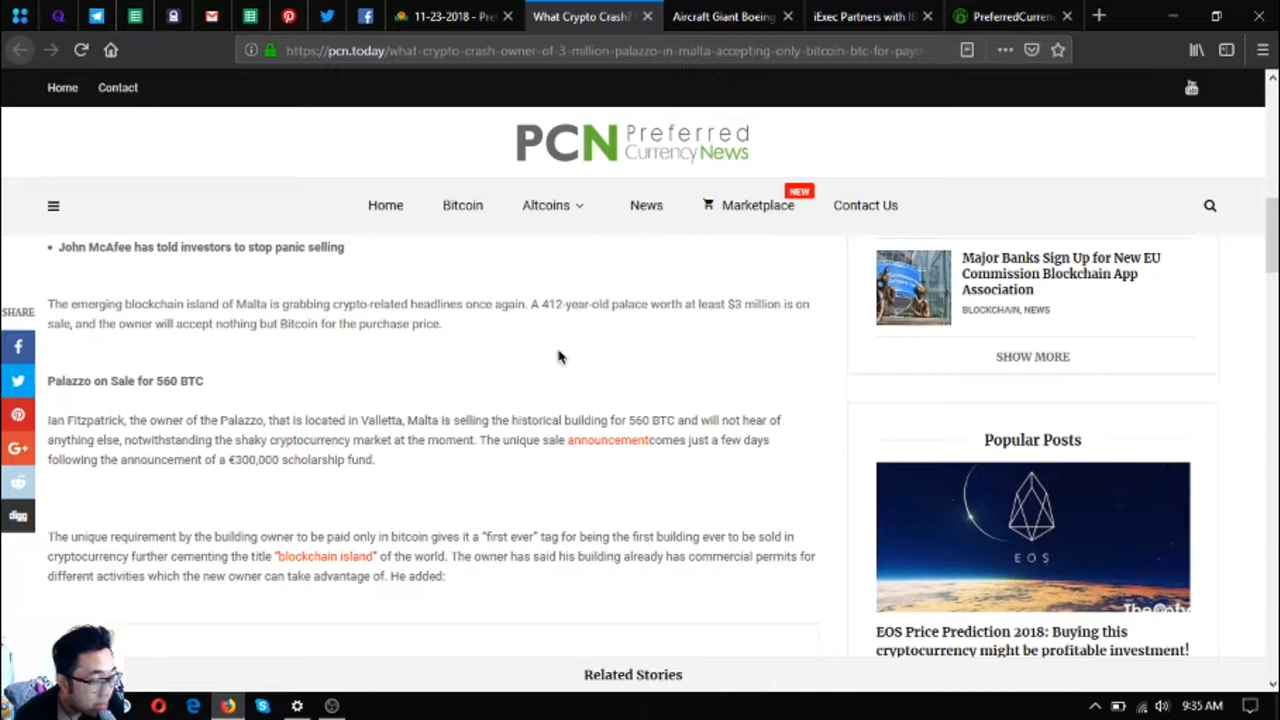 11-23-2018 - Pre
What Crypto Crash?
Aircraft Giant Boeing
iExec Partners with IB
PreferredCurren
https://pcn.today/what-crypto-crash-owner-of-3-million-palazzo-in-malta-accepting-only-bitcoin-btc-for-pay
Home Contact
PCN Preferred CurrencyNews
NEW
Home Bitcoin Altcoins News Marketplace Contact Us
• John McAfee has told investors to stop panic selling
The emerging blockchain island of Malta is grabbing crypto-related headlines once again. A 412-year-old palace worth at least $3 million is on
sale, and the owner will accept nothing but Bitcoin for the purchase price.
Palazzo on Sale for 560 BTC
Ian Fitzpatrick, the owner of the Palazzo, that is located in Valletta, Malta is selling the historical building for 560 BTC and will not hear of
anything else, notwithstanding the shaky cryptocurrency market at the moment. The unique sale announcementcomes just a few days
following the announcement of a €300,000 scholarship fund.
The unique requirement by the building owner to be paid only in bitcoin gives it a “first ever” tag for being the first building ever to be sold in
cryptocurrency further cementing the title “blockchain island” of the world. The owner has said his building already has commercial permits for
different activities which the new owner can take advantage of. He added:
SHARE
digg
Major Banks Sign Up for New EU
Commission Blockchain App
Association
BLOCKCHAIN, NEWS
SHOW MORE
Popular Posts
EOS
EOS Price Prediction 2018: Buying this
cryptocurrency might be profitable investment!
Related Stories
9:35 AM